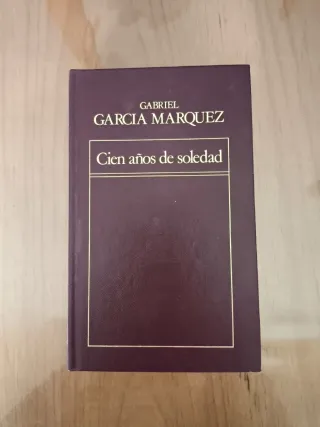 GABRIEL
GARCIA MARQUEZ
Cien años de soledad